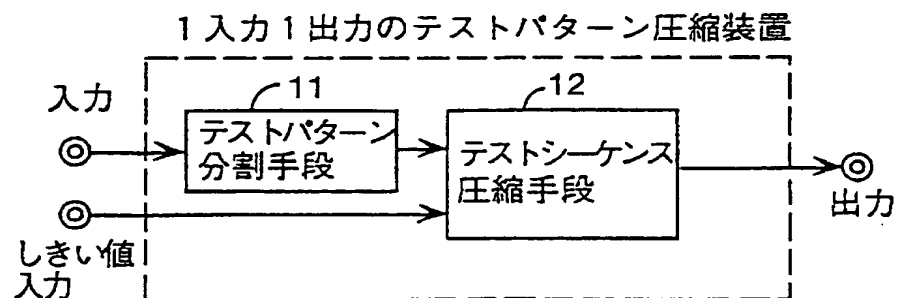 1入力1出力のテストパターン圧縮装置
入力
11
テストパターン
分割手段
12
テストシーケンス
圧縮手段
出力
しきい値
入力